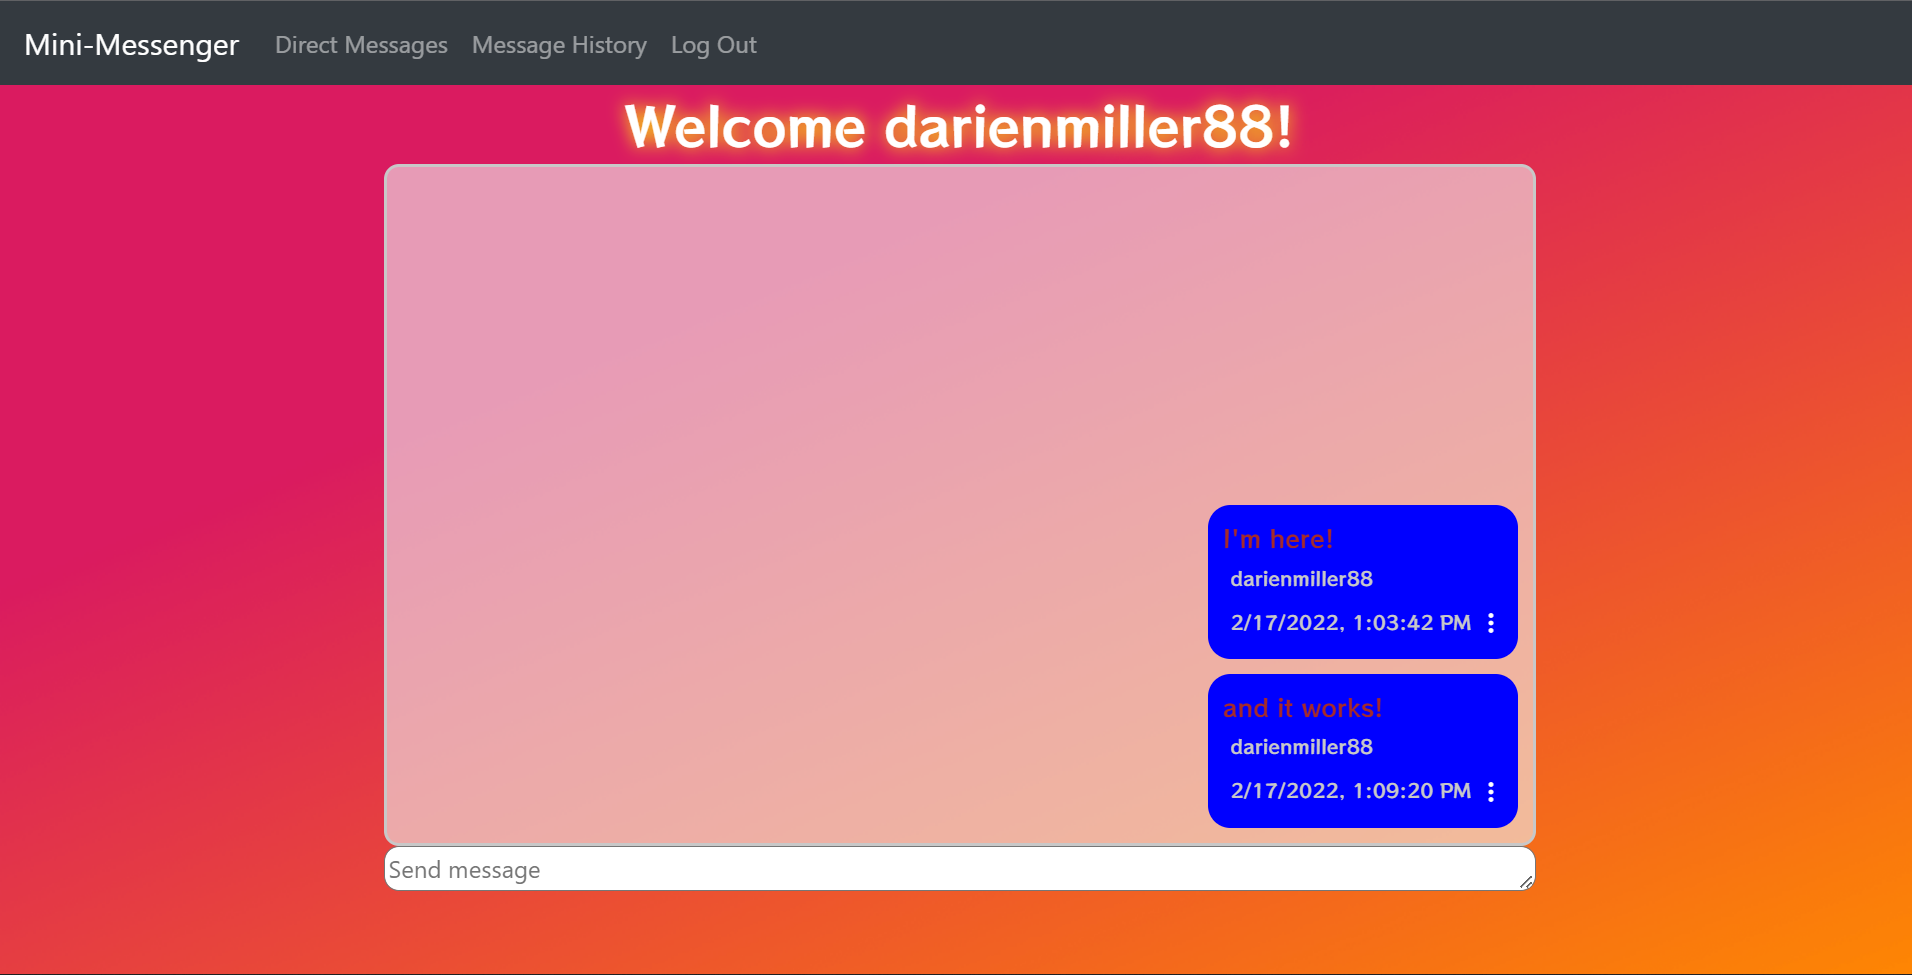 Mini-Messenger Direct Messages Message History Log Out
Welcome darienmiller88!
I'm here!
darienmiller88
2/17/2022, 1:03:42 PM
and it works!
darienmiller88
2/17/2022, 1:09:20 PM
Send message